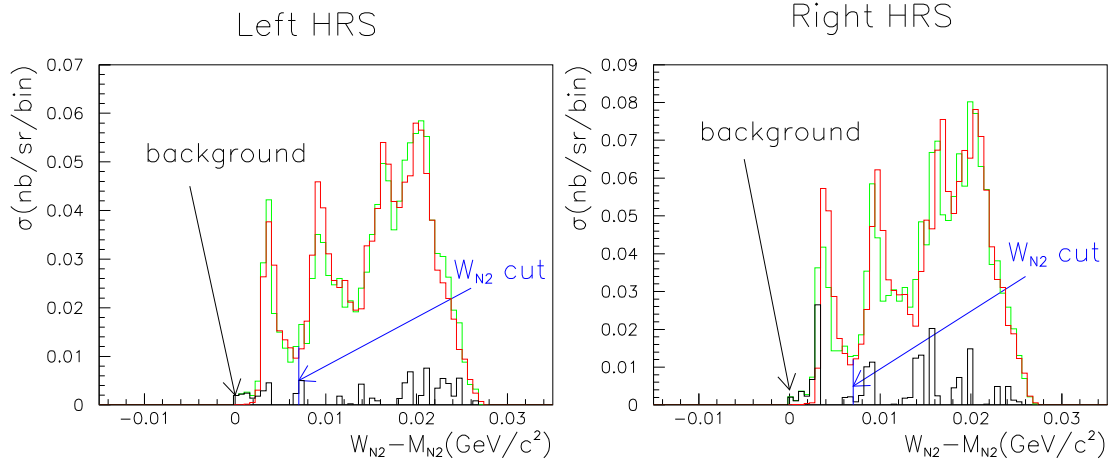 Left HRS
σ(nb/sr/bin)
0.07
0.06
0.05
0.04
0.03
0.02
0.01
0
background
W_N2 cut
−0.01 0 0.01 0.02 0.03
W_N2−M_N2(GeV/c²)
Right HRS
σ(nb/sr/bin)
0.09
0.08
0.07
0.06
0.05
0.04
0.03
0.02
0.01
0
background
W_N2 cut
−0.01 0 0.01 0.02 0.03
W_N2−M_N2(GeV/c²)